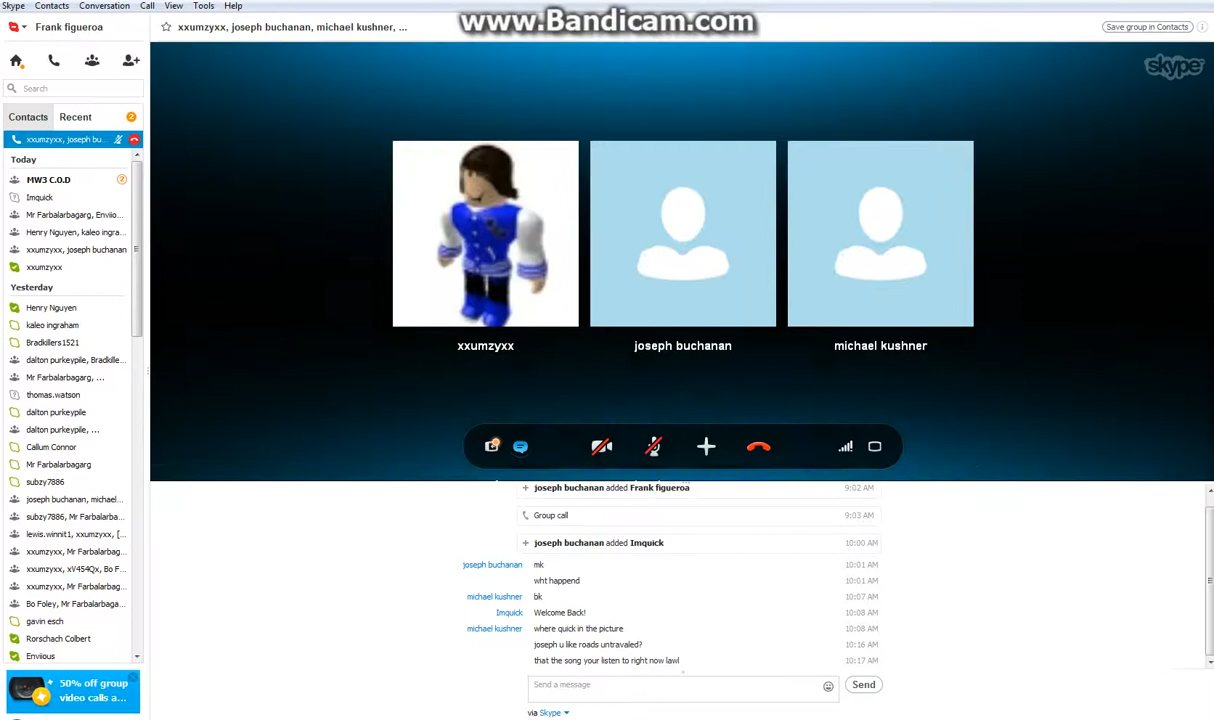 Skype Contacts Conversation Call View Tools Help
www.Bandicam.com
Frank figueroa
xxumzyxx, joseph buchanan, michael kushner, ...
Save group in Contacts
skype
Search
Contacts Recent 2
xxumzyxx, joseph bu...
Today
MW3 C.O.D 2
Imquick
Mr Farbalarbagarg, Enviio...
Henry Nguyen, kaleo ingra...
xxumzyxx, joseph buchanan
xxumzyxx
Yesterday
Henry Nguyen
kaleo ingraham
Bradkillers1521
dalton purkeypile, Bradkille...
Mr Farbalarbagarg, ...
thomas.watson
dalton purkeypile
dalton purkeypile, ...
Callum Connor
Mr Farbalarbagarg
subzy7886
joseph buchanan, michael...
subzy7886, Mr Farbalarbag...
lewis.winnit1, xxumzyxx, [...
xxumzyxx, Mr Farbalarbag...
xxumzyxx, xV454Qx, Bo F...
xxumzyxx, Mr Farbalarbag...
Bo Foley, Mr Farbalarbaga...
gavin esch
Rorschach Colbert
Enviious
50% off group
video calls a...
xxumzyxx
joseph buchanan
michael kushner
joseph buchanan added Frank figueroa 9:02 AM
Group call 9:03 AM
joseph buchanan added Imquick 10:00 AM
joseph buchanan mk 10:01 AM
wht happend 10:01 AM
michael kushner bk 10:07 AM
Imquick Welcome Back! 10:08 AM
michael kushner where quick in the picture 10:08 AM
joseph u like roads untravaled? 10:16 AM
that the song your listen to right now lawl 10:17 AM
Send a message
Send
via Skype